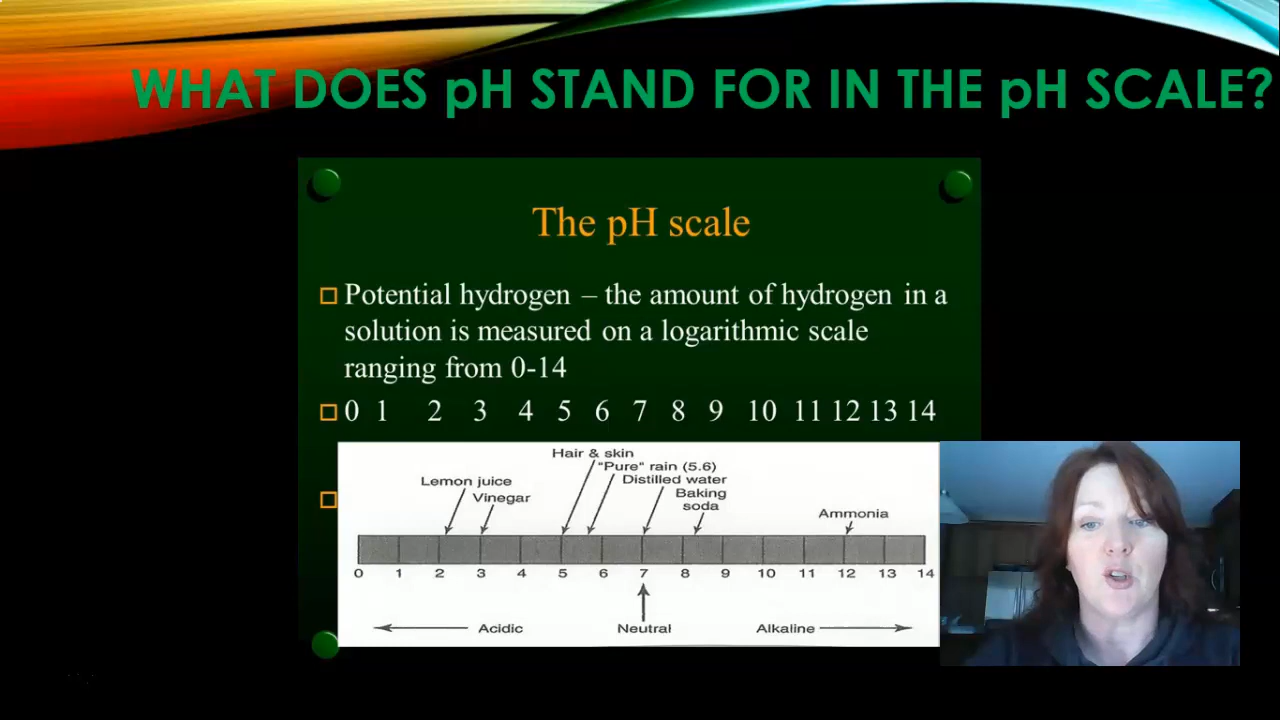 WHAT DOES pH STAND FOR IN THE pH SCALE?
The pH scale
Potential hydrogen – the amount of hydrogen in a
solution is measured on a logarithmic scale
ranging from 0-14
0 1 2 3 4 5 6 7 8 9 10 11 12 13 14
Hair & skin
"Pure" rain (5.6)
Lemon juice
Distilled water
Vinegar
Baking
soda
Ammonia
0 1 2 3 4 5 6 7 8 9 10 11 12 13 14
Acidic
Neutral
Alkaline